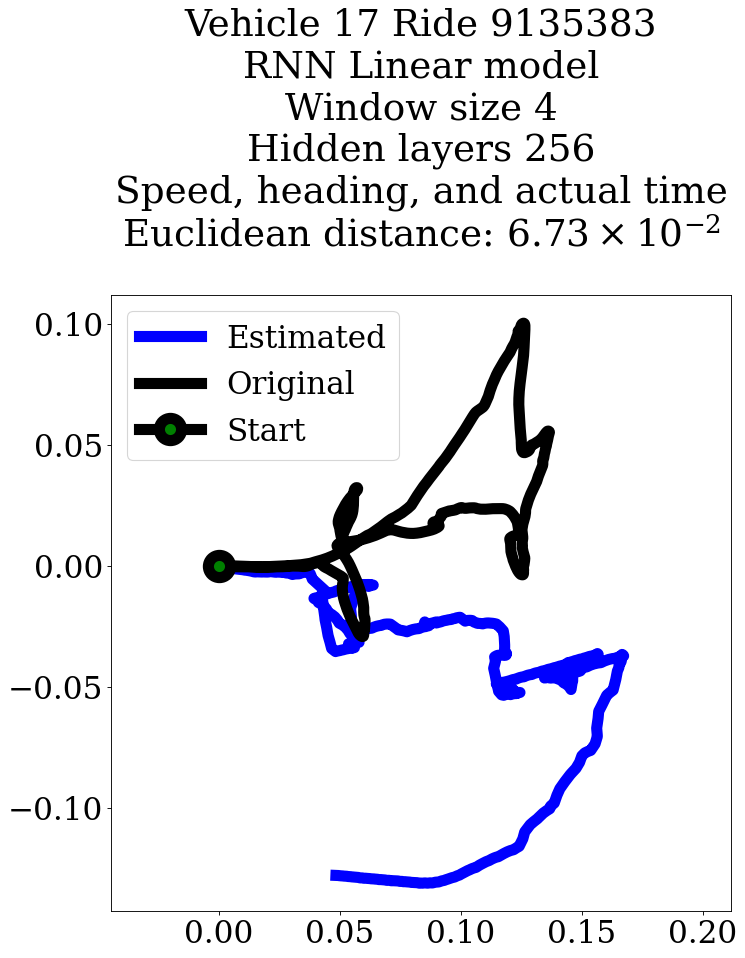 Vehicle 17 Ride 9135383
RNN Linear model
Window size 4
Hidden layers 256
Speed, heading, and actual time
Euclidean distance: 6.73 × 10⁻²
Estimated
Original
Start
0.10
0.05
0.00
−0.05
−0.10
0.00 0.05 0.10 0.15 0.20